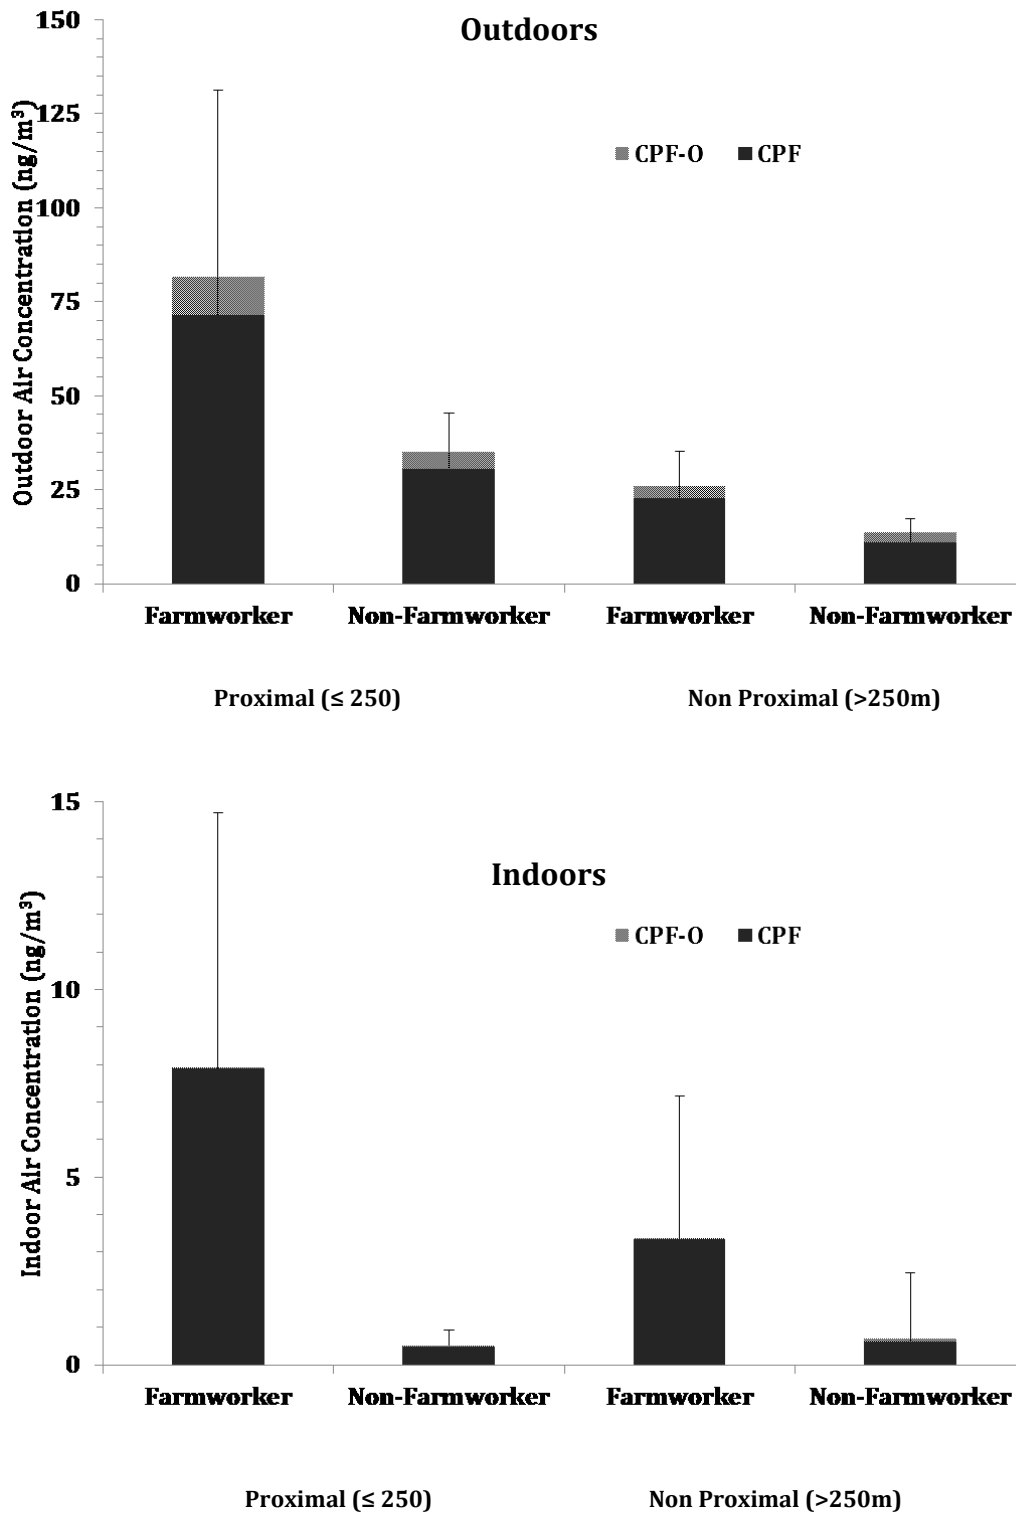 Outdoors
Outdoor Air Concentration (ng/m³)
150
125
100
75
50
25
0
CPF-O CPF
Farmworker Non-Farmworker Farmworker Non-Farmworker
Proximal (≤ 250) Non Proximal (>250m)
Indoors
Indoor Air Concentration (ng/m³)
15
10
5
0
CPF-O CPF
Farmworker Non-Farmworker Farmworker Non-Farmworker
Proximal (≤ 250) Non Proximal (>250m)